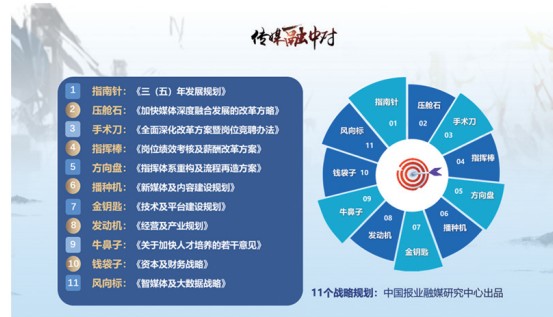 传媒融中对
1 指南针：《三（五）年发展规划》
2 压舱石：《加快媒体深度融合发展的改革方略》
3 手术刀：《全面深化改革方案暨岗位竞聘办法》
4 指挥棒：《岗位绩效考核及薪酬改革方案》
5 方向盘：《指挥体系重构及流程再造方案》
6 播种机：《新媒体及内容建设规划》
7 金钥匙：《技术及平台建设规划》
8 发动机：《经营及产业规划》
9 牛鼻子：《关于加快人才培养的若干意见》
10 钱袋子：《资本及财务战略》
11 风向标：《智媒体及大数据战略》
指南针
01
压舱石
02
手术刀
03
04 指挥棒
05 方向盘
06
播种机
07
金钥匙
08
发动机
09
牛鼻子
钱袋子 10
风向标
11
11个战略规划：中国报业融媒研究中心出品